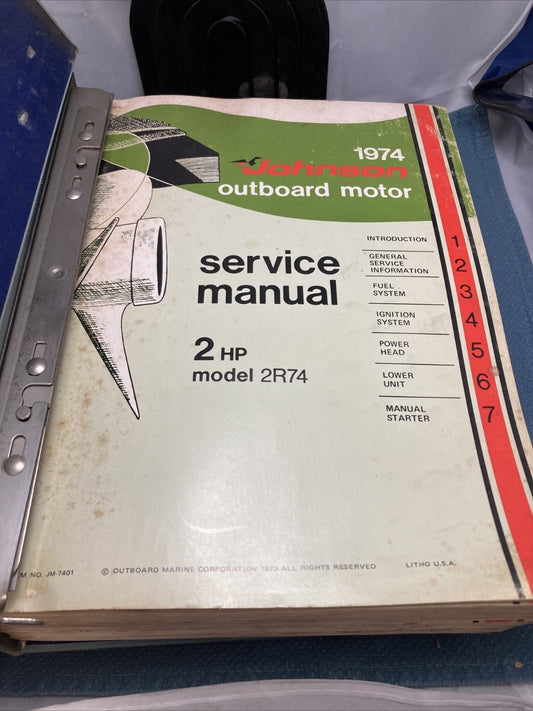 1974
Johnson
outboard motor
service
manual
2 HP
model 2R74
INTRODUCTION 1
GENERAL
SERVICE
INFORMATION 2
FUEL
SYSTEM 3
IGNITION
SYSTEM 4
POWER
HEAD 5
LOWER
UNIT 6
MANUAL
STARTER 7
M NO. JM-7401
© OUTBOARD MARINE CORPORATION 1973 ALL RIGHTS RESERVED
LITHO U.S.A.